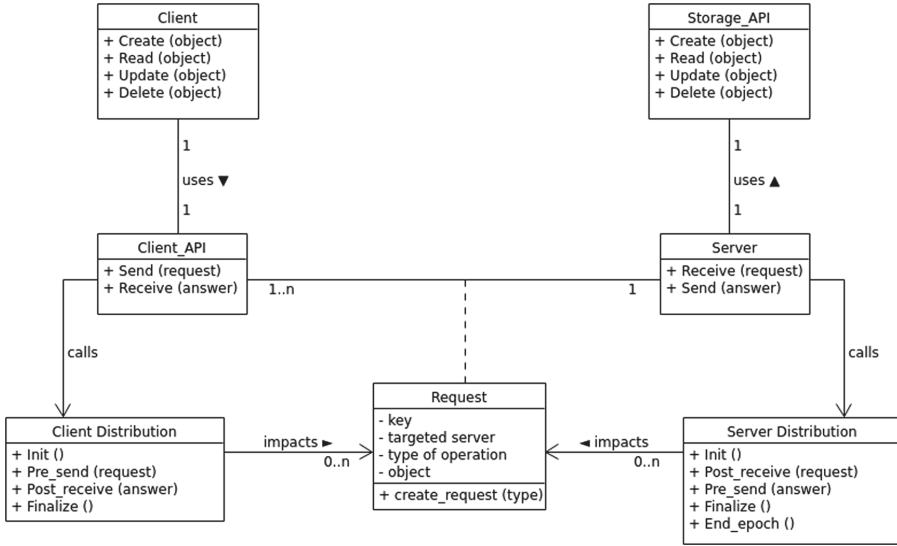 Client
+ Create (object)
+ Read (object)
+ Update (object)
+ Delete (object)
Storage_API
+ Create (object)
+ Read (object)
+ Update (object)
+ Delete (object)
1
uses ▼
1
1
uses ▲
1
Client_API
+ Send (request)
+ Receive (answer)
Server
+ Receive (request)
+ Send (answer)
1..n
1
calls
calls
Client Distribution
+ Init ()
+ Pre_send (request)
+ Post_receive (answer)
+ Finalize ()
impacts ►
0..n
Request
- key
- targeted server
- type of operation
- object
+ create_request (type)
◄ impacts
0..n
Server Distribution
+ Init ()
+ Post_receive (request)
+ Pre_send (answer)
+ Finalize ()
+ End_epoch ()